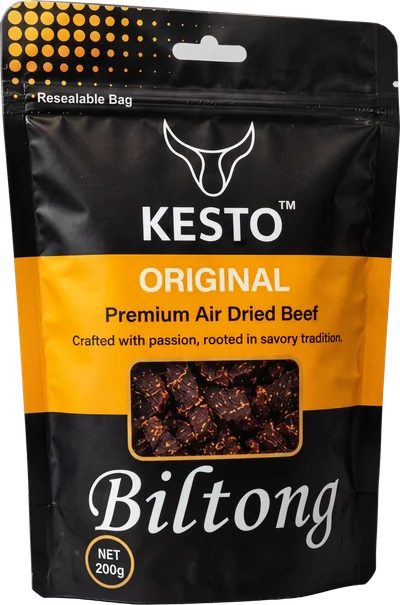 Resealable Bag
KESTO™
ORIGINAL
Premium Air Dried Beef
Crafted with passion, rooted in savory tradition.
Biltong
NET
200g